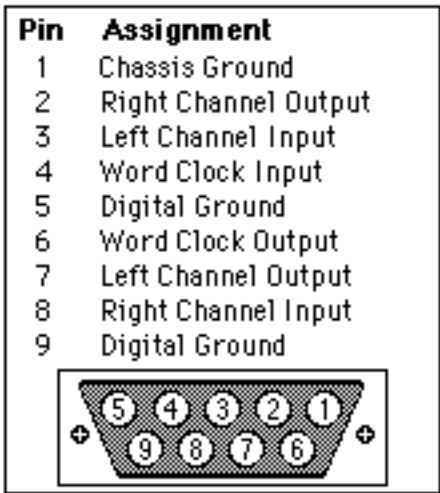 Pin Assignment
1 Chassis Ground
2 Right Channel Output
3 Left Channel Input
4 Word Clock Input
5 Digital Ground
6 Word Clock Output
7 Left Channel Output
8 Right Channel Input
9 Digital Ground
5 4 3 2 1
9 8 7 6